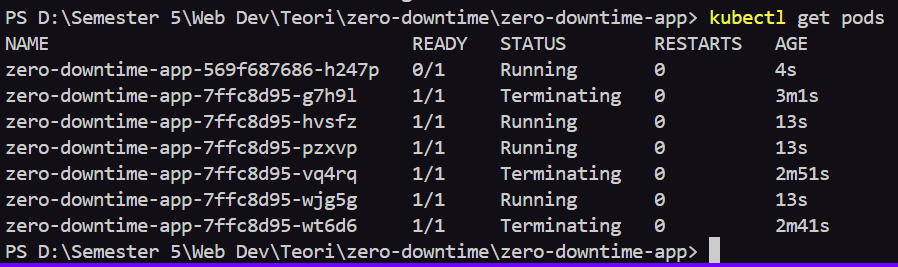 PS D:\Semester 5\Web Dev\Teori\zero-downtime\zero-downtime-app> kubectl get pods
NAME READY STATUS RESTARTS AGE
zero-downtime-app-569f687686-h247p 0/1 Running 0 4s
zero-downtime-app-7ffc8d95-g7h9l 1/1 Terminating 0 3m1s
zero-downtime-app-7ffc8d95-hvsfz 1/1 Running 0 13s
zero-downtime-app-7ffc8d95-pzxvp 1/1 Running 0 13s
zero-downtime-app-7ffc8d95-vq4rq 1/1 Terminating 0 2m51s
zero-downtime-app-7ffc8d95-wjg5g 1/1 Running 0 13s
zero-downtime-app-7ffc8d95-wt6d6 1/1 Terminating 0 2m41s
PS D:\Semester 5\Web Dev\Teori\zero-downtime\zero-downtime-app>